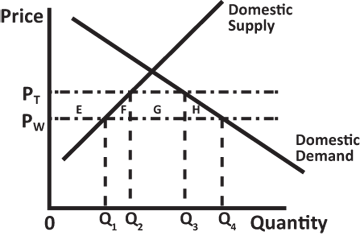 Price
Domestic
Supply
P_T
E F G H
P_W
Domestic
Demand
0 Q_1 Q_2 Q_3 Q_4 Quantity